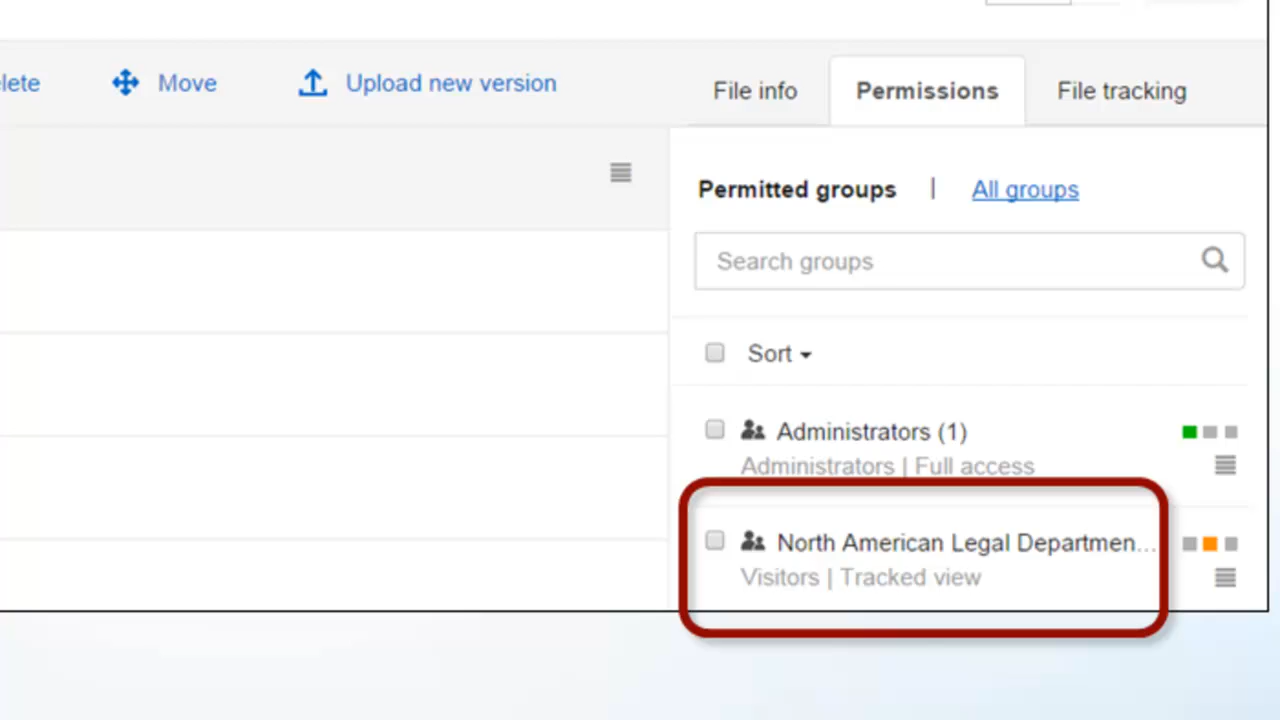 lete Move Upload new version
File info Permissions File tracking
Permitted groups | All groups
Search groups
Sort
Administrators (1)
Administrators | Full access
North American Legal Departmen...
Visitors | Tracked view